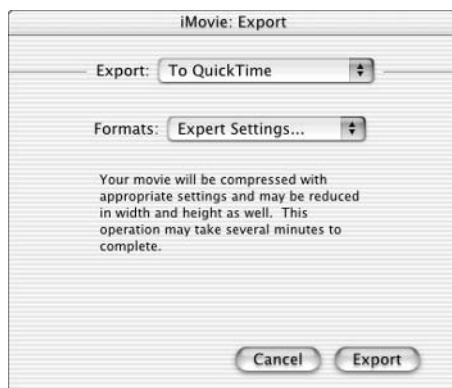 iMovie: Export
Export: To QuickTime
Formats: Expert Settings...
Your movie will be compressed with
appropriate settings and may be reduced
in width and height as well. This
operation may take several minutes to
complete.
Cancel Export